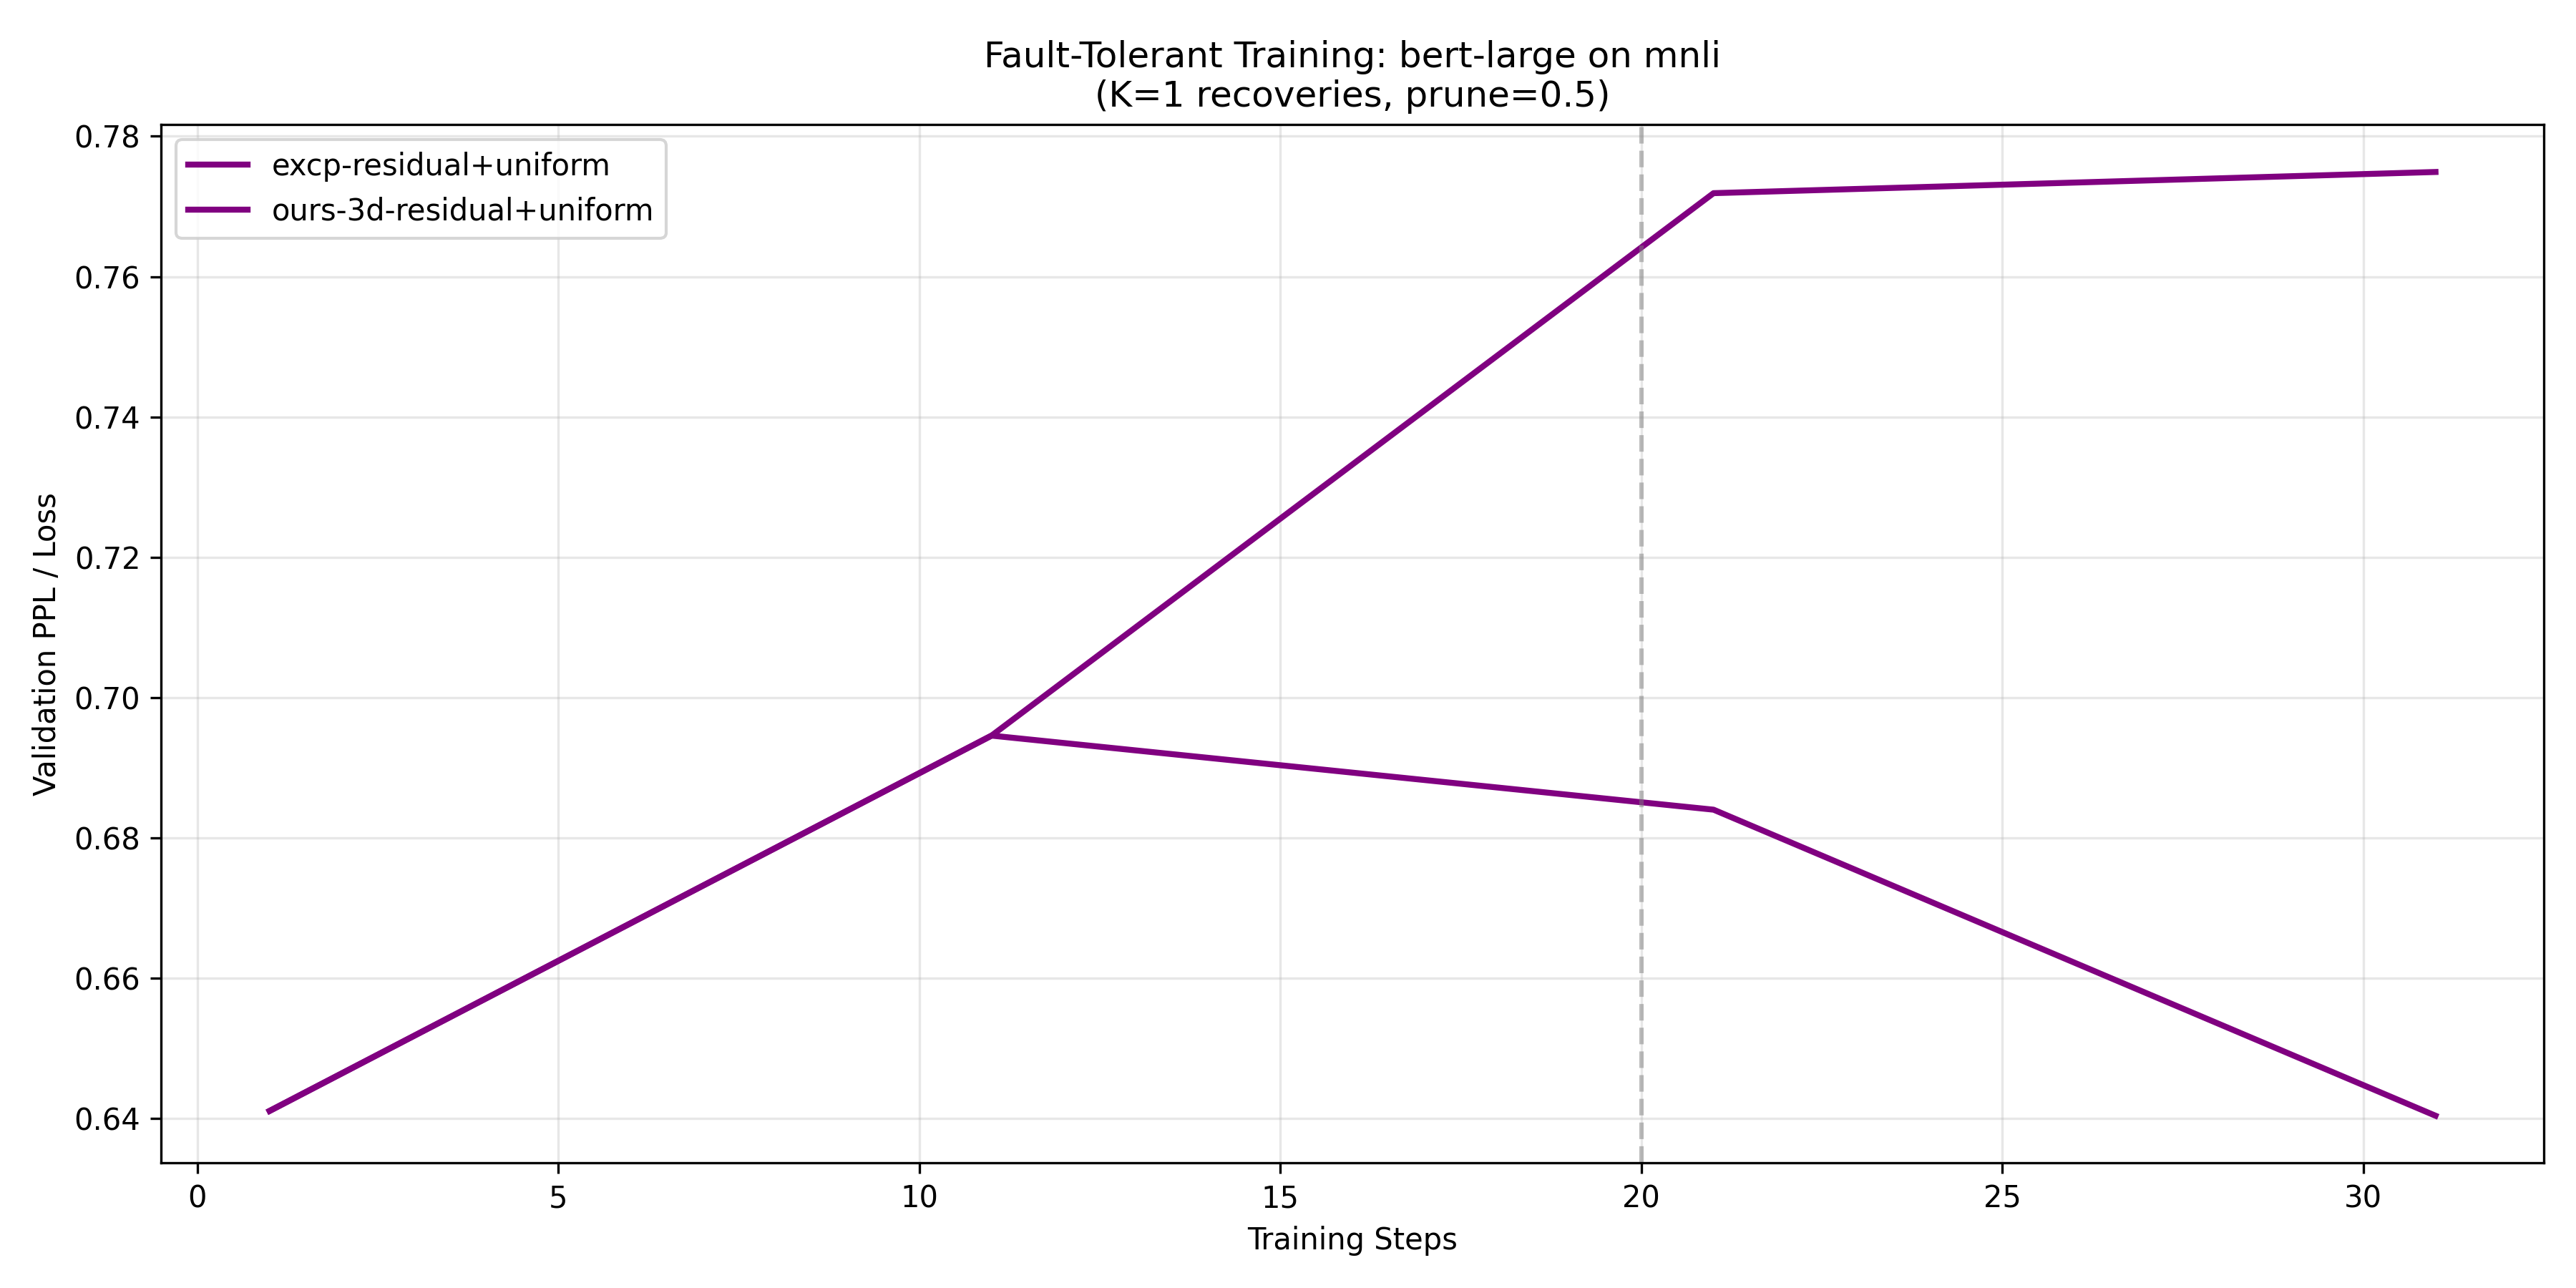 Fault-Tolerant Training: bert-large on mnli
(K=1 recoveries, prune=0.5)
excp-residual+uniform
ours-3d-residual+uniform
Validation PPL / Loss
0.78
0.76
0.74
0.72
0.70
0.68
0.66
0.64
0 5 10 15 20 25 30
Training Steps